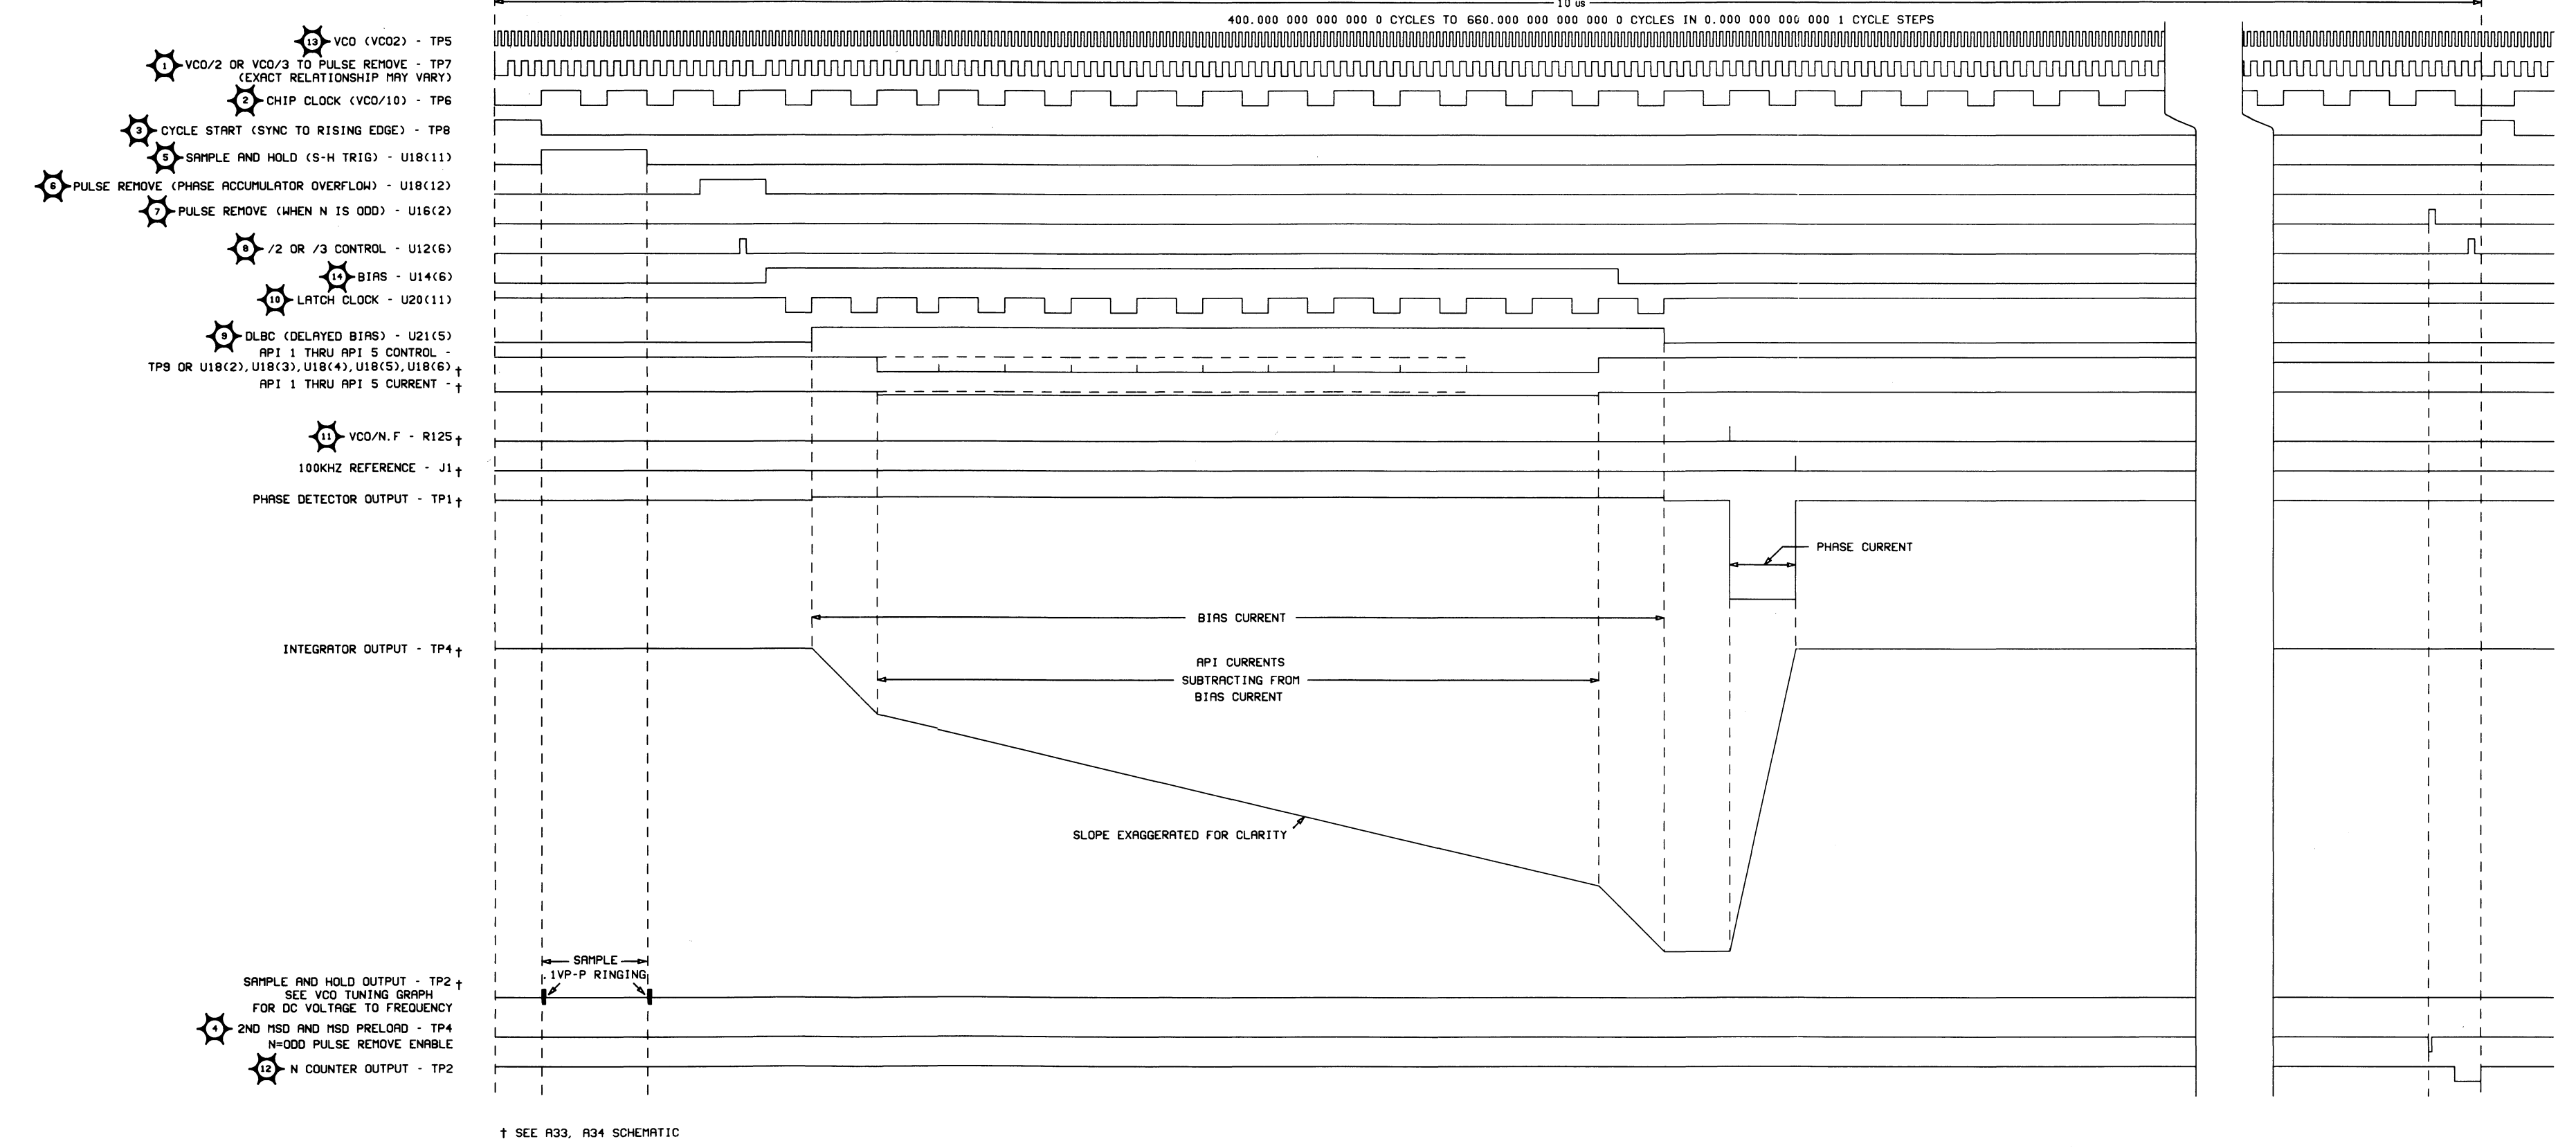 10 us
400.000 000 000 000 0 CYCLES TO 660.000 000 000 000 0 CYCLES IN 0.000 000 000 000 1 CYCLE STEPS
13 VCO (VCO2) - TP5
1 VCO/2 OR VCO/3 TO PULSE REMOVE - TP7
(EXACT RELATIONSHIP MAY VARY)
2 CHIP CLOCK (VCO/10) - TP6
3 CYCLE START (SYNC TO RISING EDGE) - TP8
5 SAMPLE AND HOLD (S-H TRIG) - U18(11)
6 PULSE REMOVE (PHASE ACCUMULATOR OVERFLOW) - U18(12)
7 PULSE REMOVE (WHEN N IS ODD) - U16(2)
8 /2 OR /3 CONTROL - U12(6)
14 BIAS - U14(6)
10 LATCH CLOCK - U20(11)
9 DLBC (DELAYED BIAS) - U21(5)
API 1 THRU API 5 CONTROL -
TP9 OR U18(2),U18(3),U18(4),U18(5),U18(6) †
API 1 THRU API 5 CURRENT - †
11 VCO/N.F - R125 †
100KHZ REFERENCE - J1 †
PHASE DETECTOR OUTPUT - TP1 †
PHASE CURRENT
BIAS CURRENT
INTEGRATOR OUTPUT - TP4 †
API CURRENTS
SUBTRACTING FROM
BIAS CURRENT
SLOPE EXAGGERATED FOR CLARITY
SAMPLE
.1VP-P RINGING
SAMPLE AND HOLD OUTPUT - TP2 †
SEE VCO TUNING GRAPH
FOR DC VOLTAGE TO FREQUENCY
4 2ND MSD AND MSD PRELOAD - TP4
N=ODD PULSE REMOVE ENABLE
12 N COUNTER OUTPUT - TP2
† SEE A33, A34 SCHEMATIC